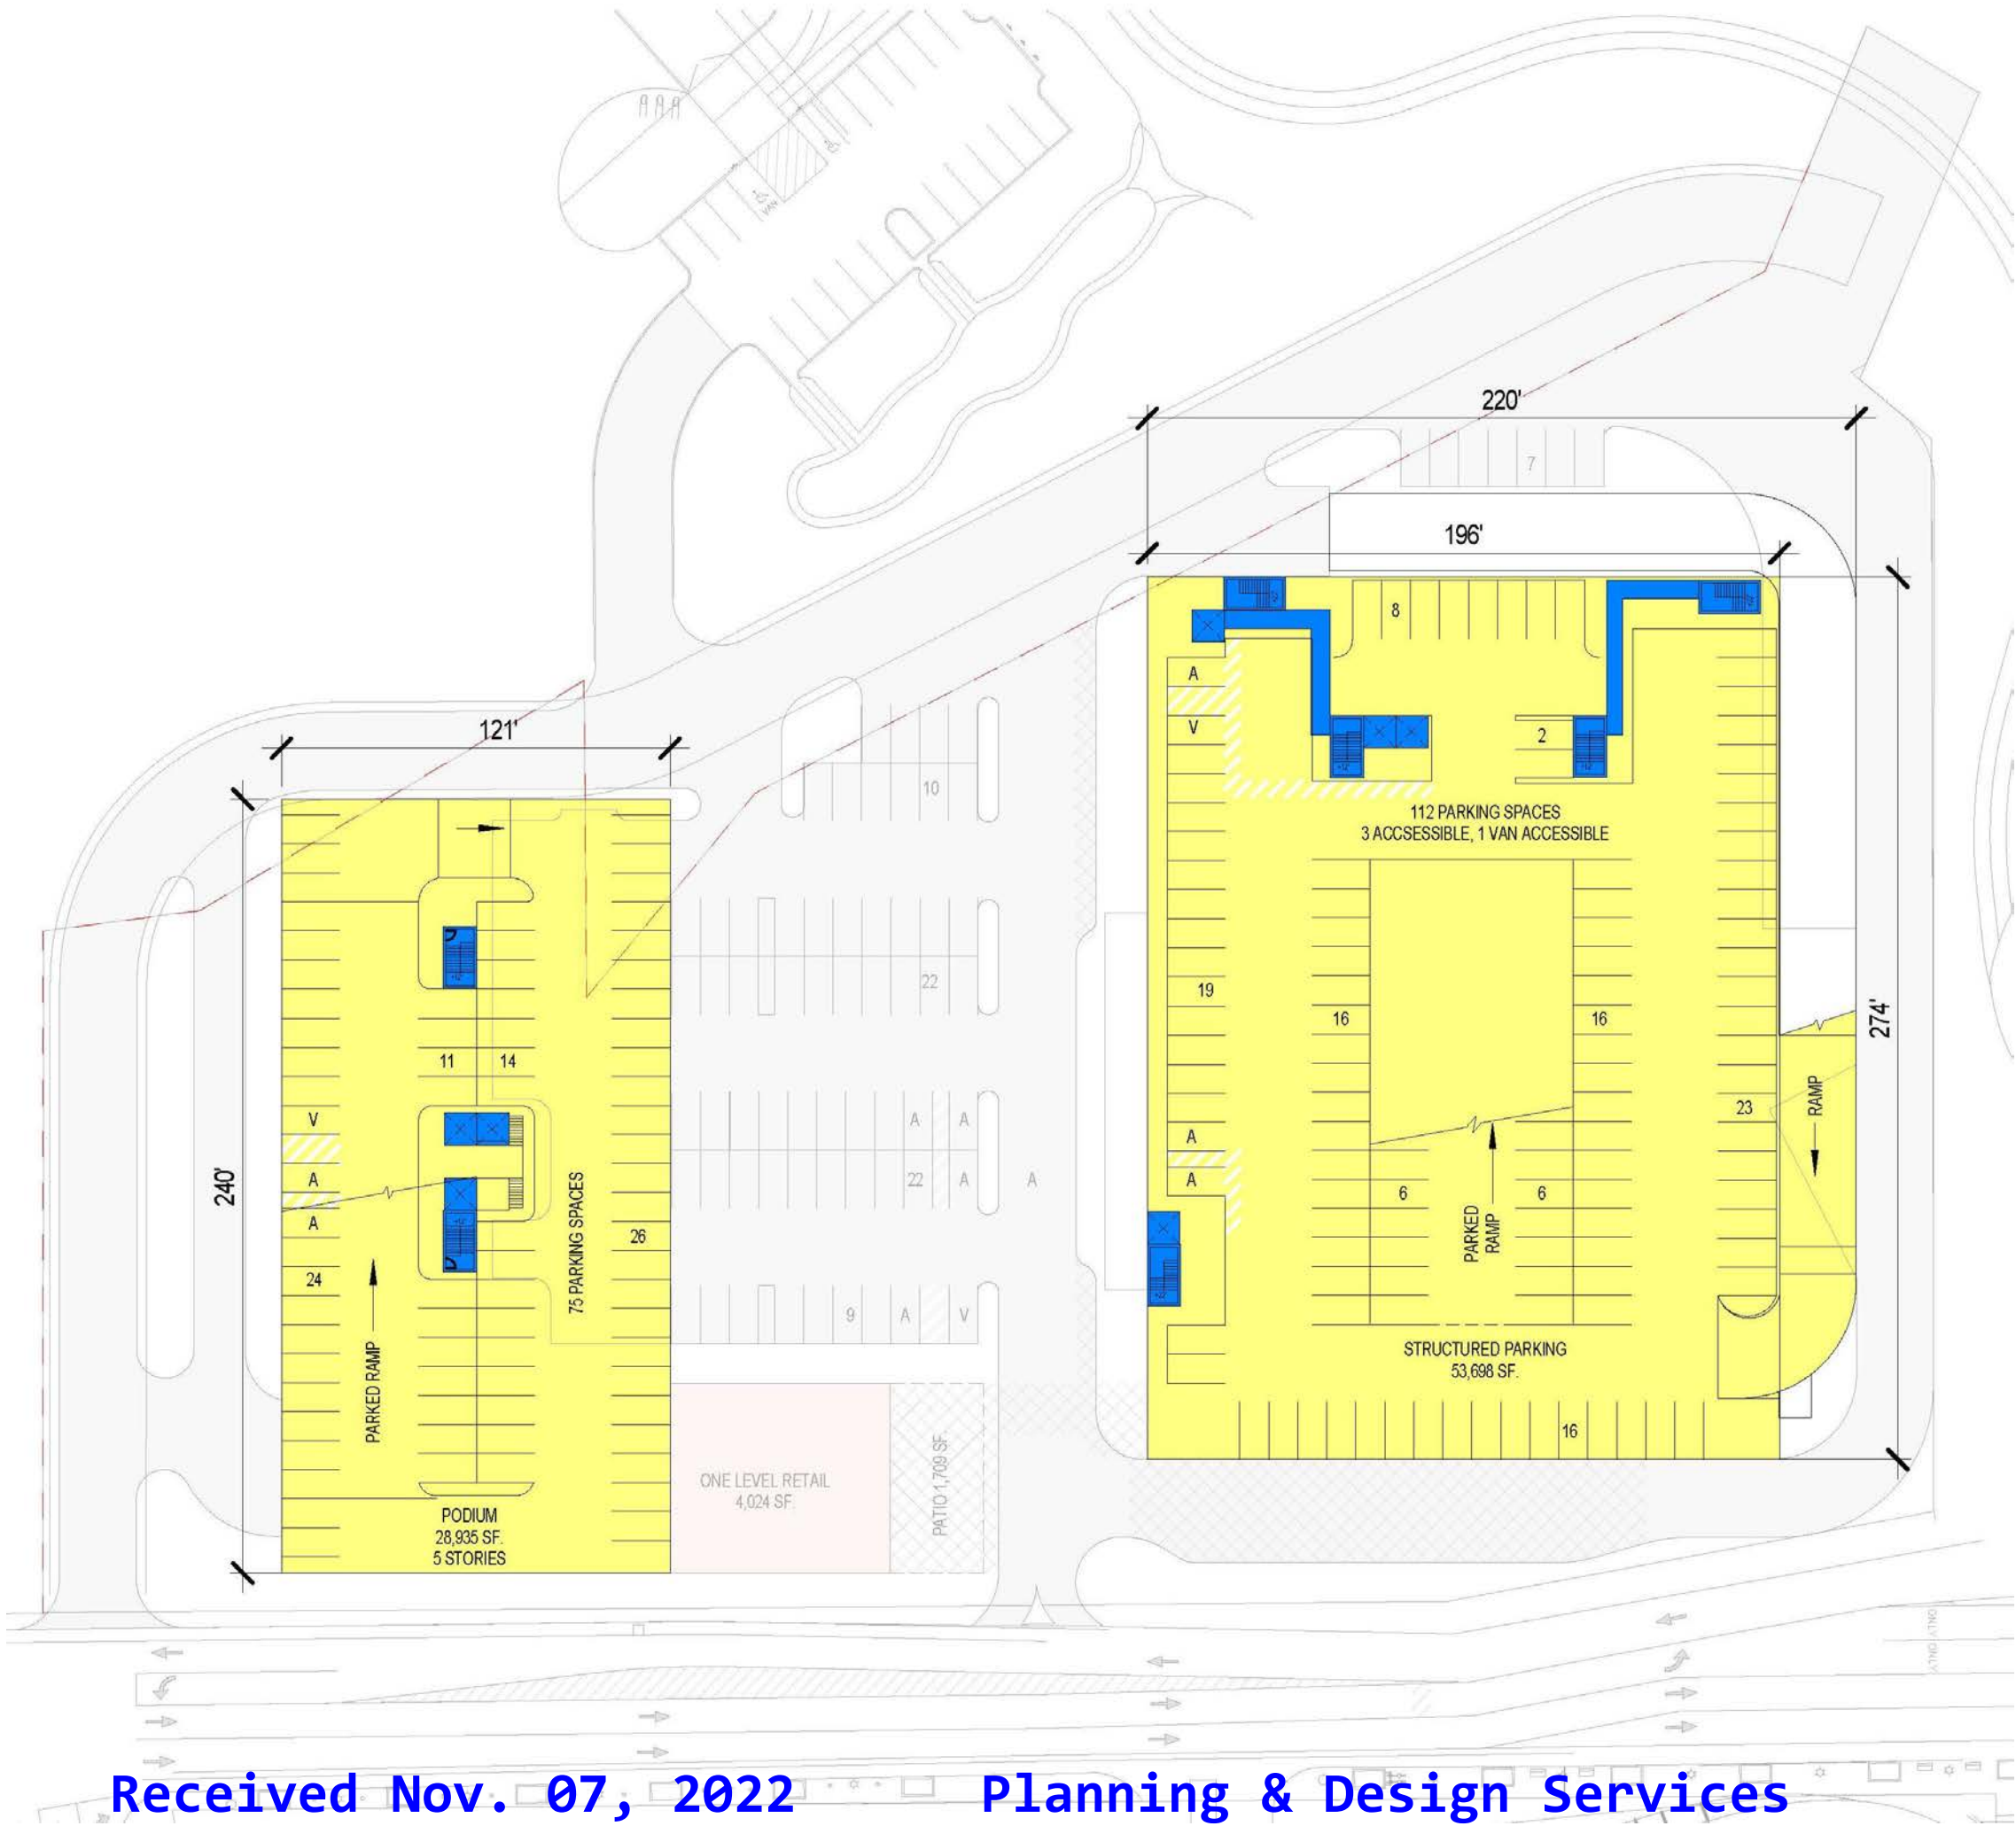 VAN
220'
7
196'
8
A
V
2
121'
10
112 PARKING SPACES
3 ACCSESSIBLE, 1 VAN ACCESSIBLE
22
19
16
16
274'
11
14
V
A
A
A
A
RAMP
23
240'
A
22
A
A
A
A
6
6
PARKED
RAMP
75 PARKING SPACES
26
24
9
A
V
PARKED RAMP
STRUCTURED PARKING
53,698 SF.
16
ONE LEVEL RETAIL
4,024 SF.
PATIO 1,709 SF.
PODIUM
28,935 SF.
5 STORIES
ONLY ONLY
Received Nov. 07, 2022 Planning & Design Services